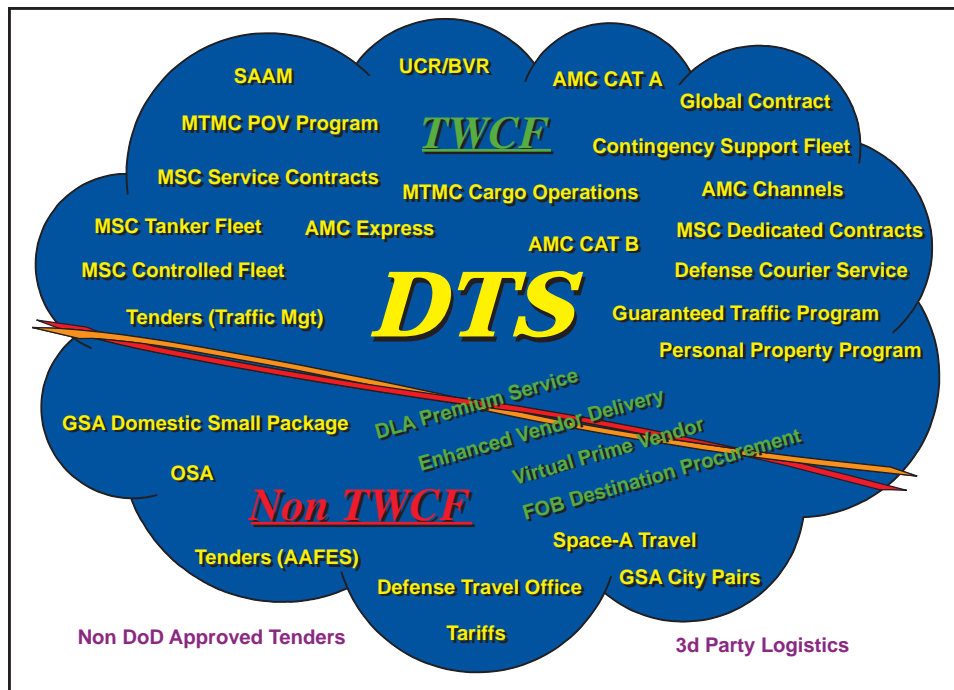 SAAM
UCR/BVR
AMC CAT A
Global Contract
MTMC POV Program
TWCF
Contingency Support Fleet
MSC Service Contracts
MTMC Cargo Operations
AMC Channels
MSC Tanker Fleet
AMC Express
AMC CAT B
MSC Dedicated Contracts
MSC Controlled Fleet
DTS
Defense Courier Service
Tenders (Traffic Mgt)
Guaranteed Traffic Program
Personal Property Program
GSA Domestic Small Package
DLA Premium Service
Enhanced Vendor Delivery
Virtual Prime Vendor
FOB Destination Procurement
OSA
Non TWCF
Tenders (AAFES)
Space-A Travel
Defense Travel Office
GSA City Pairs
Tariffs
Non DoD Approved Tenders
3d Party Logistics